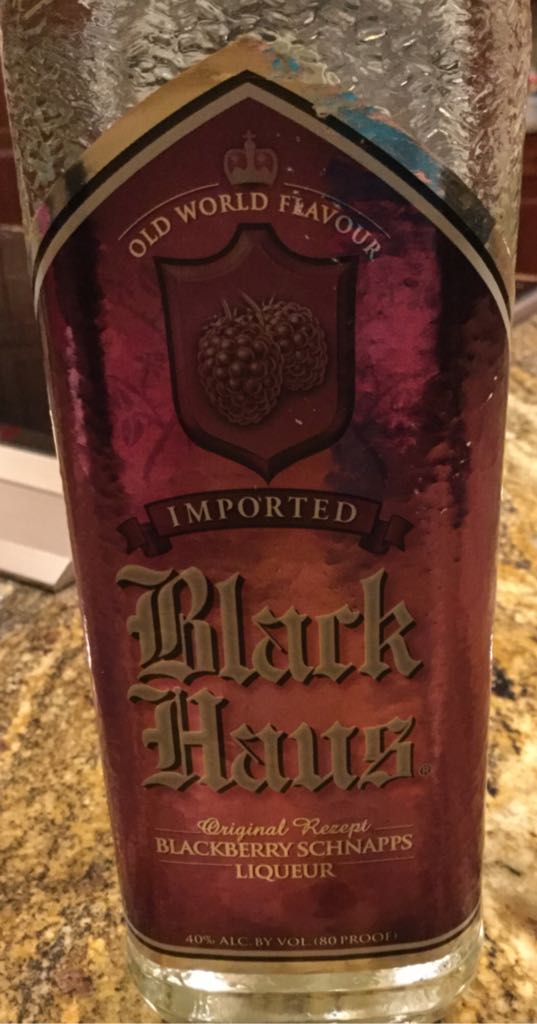 OLD WORLD FLAVOUR
IMPORTED
Black
Haus®
Original Rezept
BLACKBERRY SCHNAPPS
LIQUEUR
40% ALC. BY VOL. (80 PROOF)